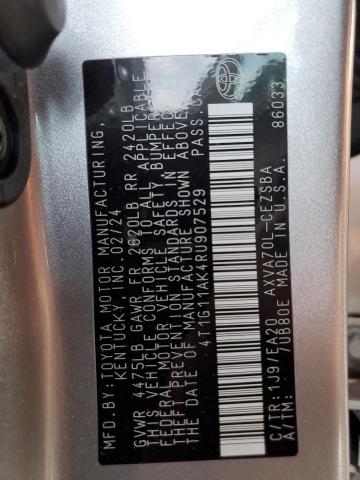 MFD.BY: TOYOTA MOTOR MANUFACTURING,
KENTUCKY, INC. 02/24
GVWR 4475LB GAWR FR 2620LB RR 2420LB
THIS VEHICLE CONFORMS TO ALL APPLICABLE
FEDERAL MOTOR VEHICLE SAFETY, BUMPER, AND
THEFT PREVENTION STANDARDS IN EFFECT ON
THE DATE OF MANUFACTURE SHOWN ABOVE.
4T1G11AK4RU907529 PASS.CAR
C/TR: 1J9/EA20 AXVA70L-CEZSBA
A/TM: 7UB80E MADE IN U.S.A. 86033